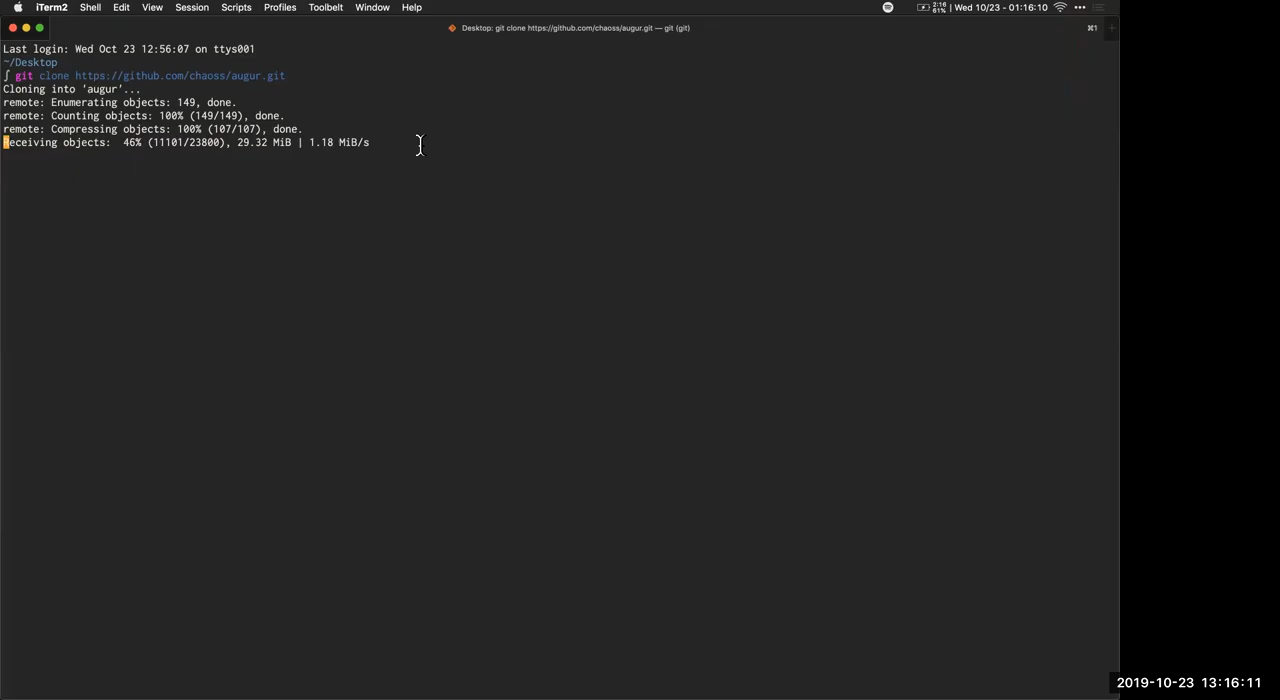 iTerm2 Shell Edit View Session Scripts Profiles Toolbelt Window Help 2:16 61% | Wed 10/23 - 01:16:10
Desktop: git clone https://github.com/chaoss/augur.git — git (git) ⌘1
Last login: Wed Oct 23 12:56:07 on ttys001
~/Desktop
∫ git clone https://github.com/chaoss/augur.git
Cloning into 'augur'...
remote: Enumerating objects: 149, done.
remote: Counting objects: 100% (149/149), done.
remote: Compressing objects: 100% (107/107), done.
Receiving objects: 46% (11101/23800), 29.32 MiB | 1.18 MiB/s
2019-10-23 13:16:11